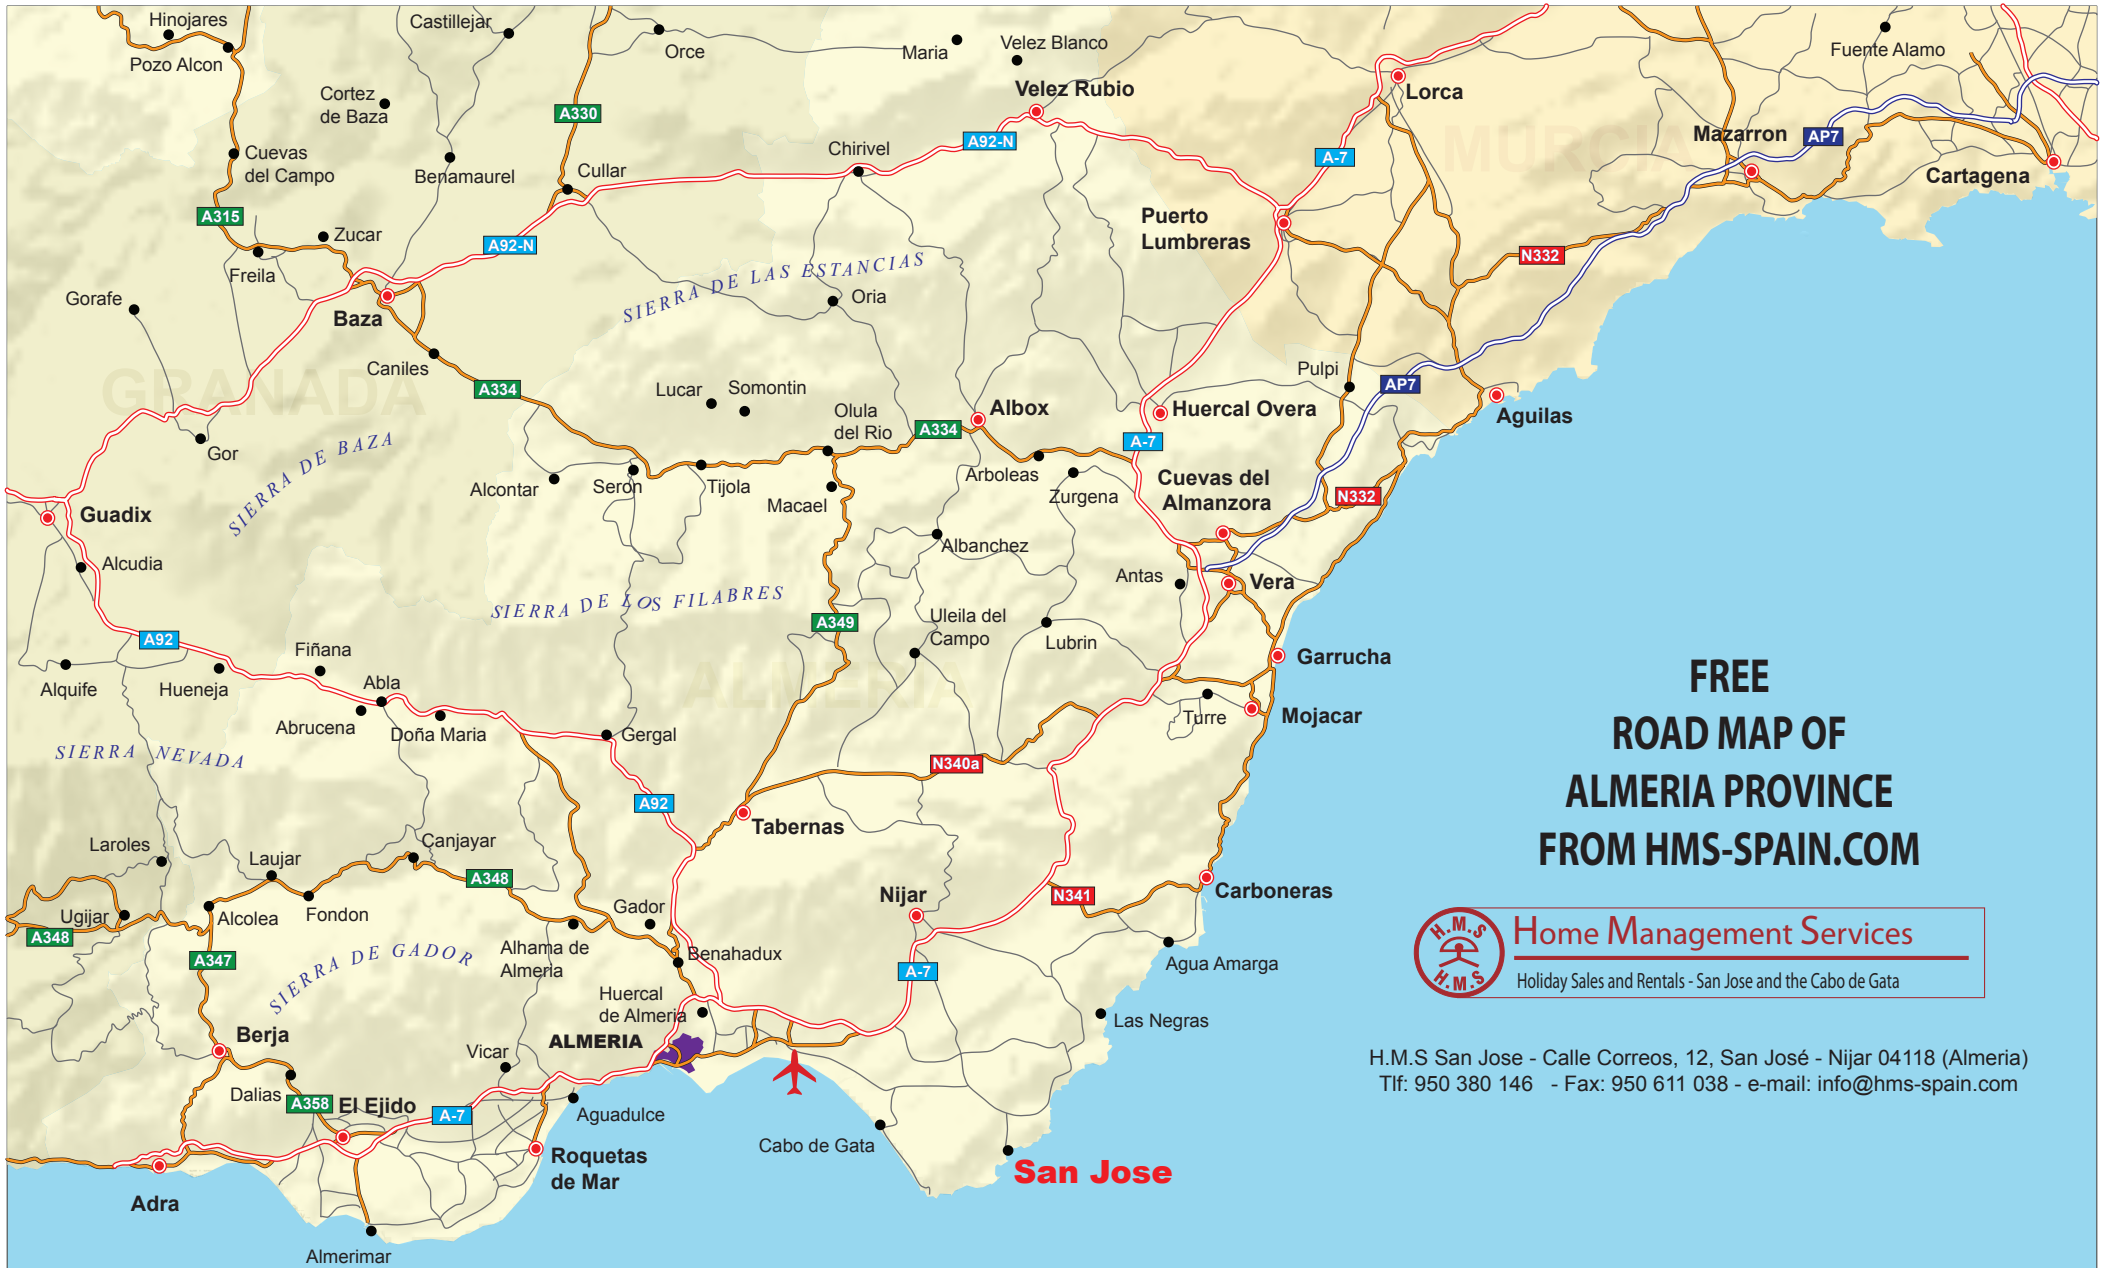 Hinojares
Pozo Alcon
Castillejar
Orce
Maria
Velez Blanco
Fuente Alamo
Cortez
de Baza
A330
Velez Rubio
Lorca
MURCIA
Mazarron
AP7
Cuevas
del Campo
Benamaurel
Cullar
Chirivel
A92-N
A-7
Cartagena
A315
Zucar
A92-N
Puerto
Lumbreras
N332
Freila
Gorafe
Baza
SIERRA DE LAS ESTANCIAS
Oria
Caniles
GRANADA
A334
Lucar
Somontin
Olula
del Rio
A334
Albox
Huercal Overa
Pulpi
AP7
Aguilas
Gor
SIERRA DE BAZA
A-7
Alcontar
Seron
Tijola
Macael
Arboleas
Zurgena
Cuevas del
Almanzora
N332
Guadix
Albanchez
Alcudia
Antas
Vera
SIERRA DE LOS FILABRES
A349
Uleila del
Campo
Lubrin
A92
Garrucha
Alquife
Hueneja
Fiñana
Abla
ALMERIA
Abrucena
Doña Maria
Gergal
Turre
Mojacar
SIERRA NEVADA
N340a
A92
Tabernas
FREE
ROAD MAP OF
ALMERIA PROVINCE
FROM HMS-SPAIN.COM
Laroles
Laujar
Canjayar
A348
Ugijar
Alcolea
Fondon
Gador
Nijar
N341
Carboneras
A348
A347
SIERRA DE GADOR
Alhama de
Almeria
Benahadux
A-7
Agua Amarga
H.M.S
H.M.S
Home Management Services
Holiday Sales and Rentals - San Jose and the Cabo de Gata
Huercal
de Almeria
Las Negras
Berja
ALMERIA
Vicar
H.M.S San Jose - Calle Correos, 12, San José - Nijar 04118 (Almeria)
Tlf: 950 380 146 - Fax: 950 611 038 - e-mail: info@hms-spain.com
Dalias
A358
El Ejido
A-7
Aguadulce
Cabo de Gata
Roquetas
de Mar
San Jose
Adra
Almerimar